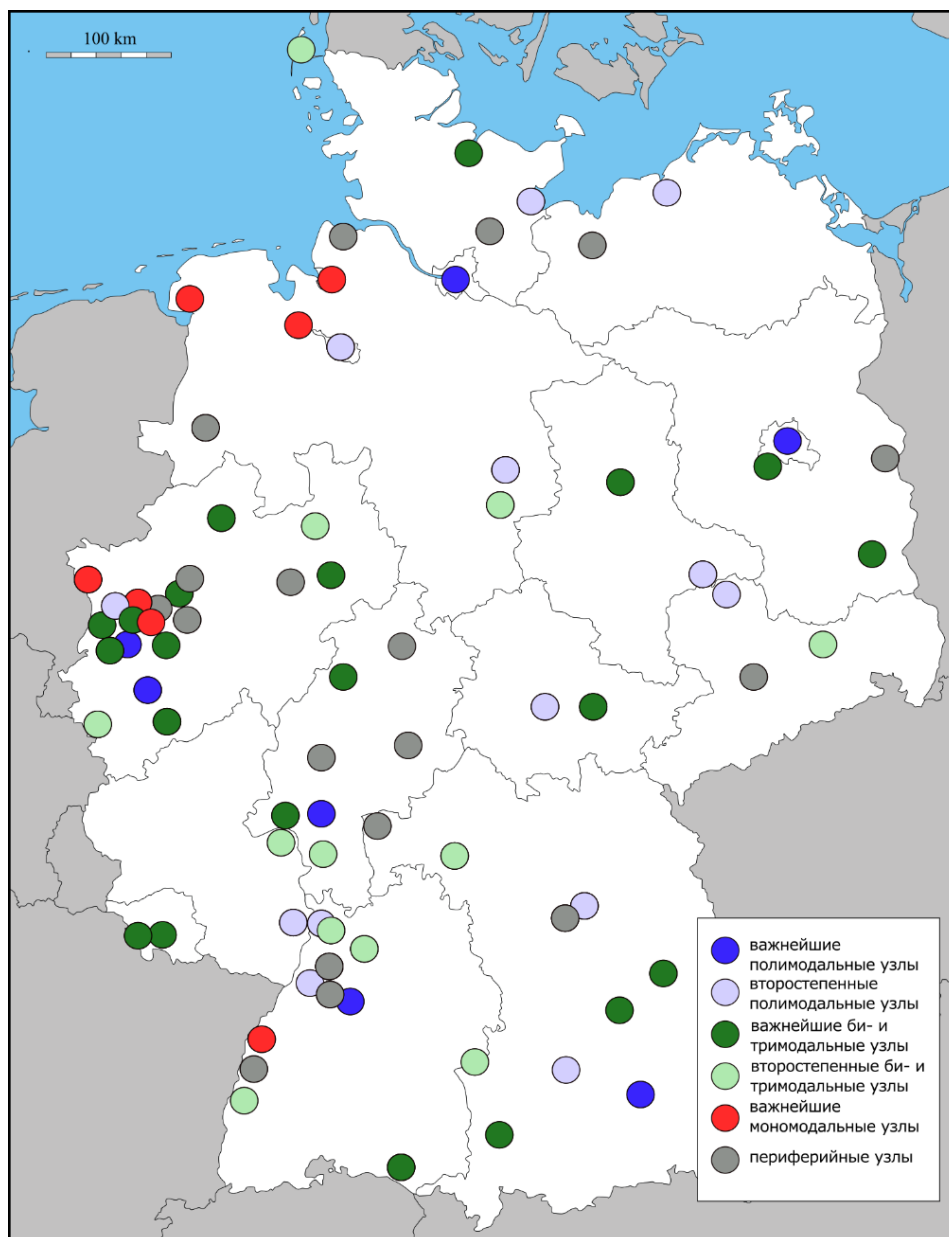 100 km
важнейшие
полимодальные узлы
второстепенные
полимодальные узлы
важнейшие би- и
тримодальные узлы
второстепенные би- и
тримодальные узлы
важнейшие
мономодальные узлы
периферийные узлы